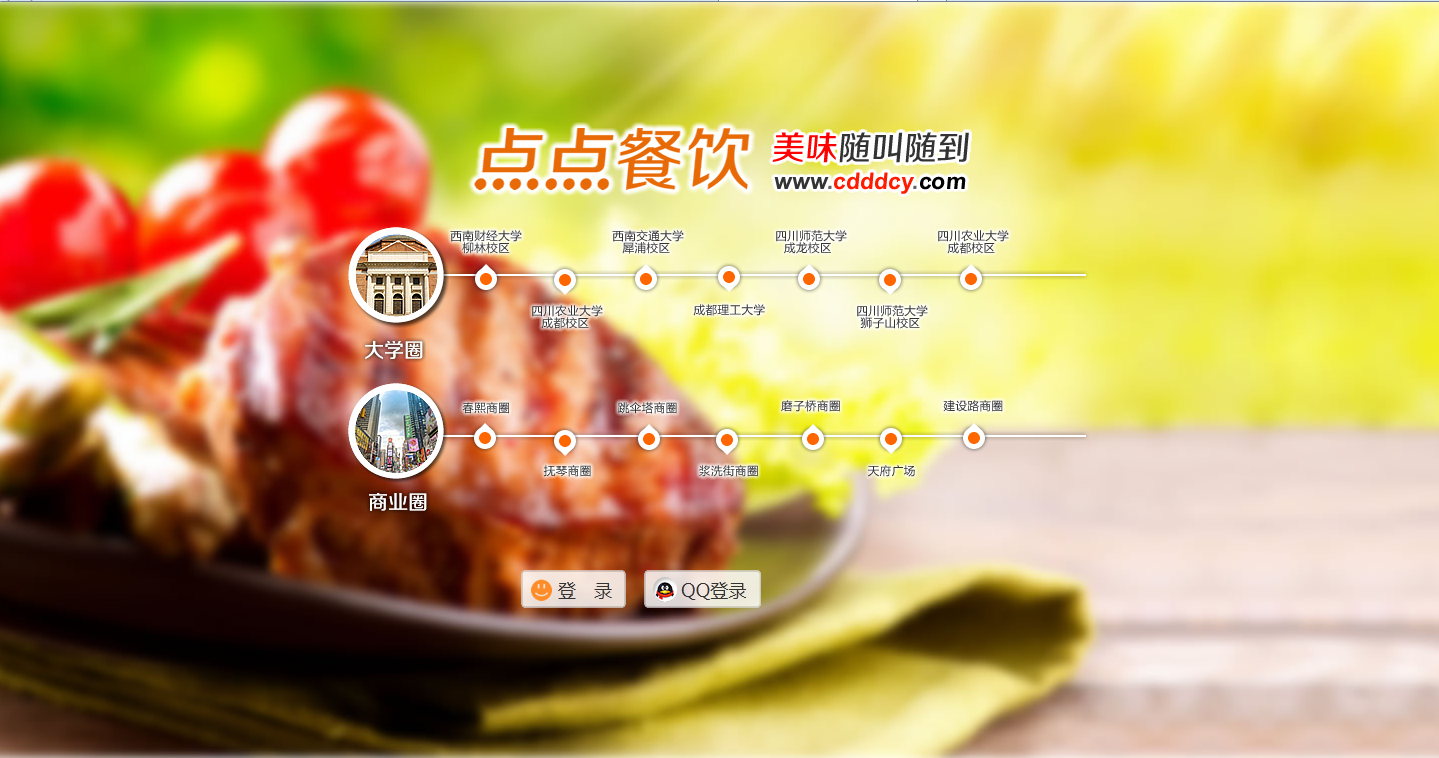 点点餐饮
美味随叫随到
www.cdddcy.com
西南财经大学
柳林校区
西南交通大学
犀浦校区
四川师范大学
成龙校区
四川农业大学
成都校区
四川农业大学
成都校区
成都理工大学
四川师范大学
狮子山校区
大学圈
春熙商圈
跳伞塔商圈
磨子桥商圈
建设路商圈
抚琴商圈
浆洗街商圈
天府广场
商业圈
登 录
QQ登录